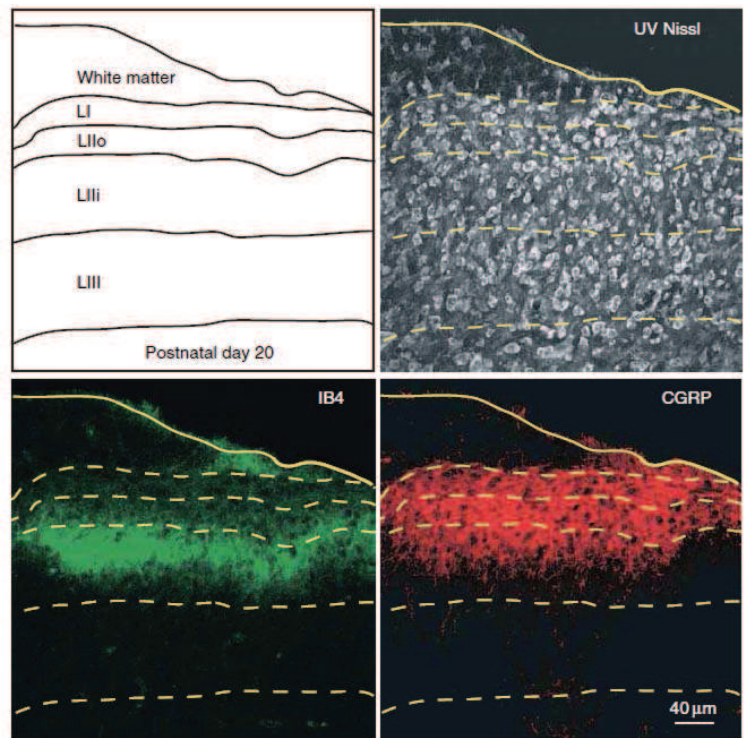 White matter
LI
LIIo
LIIi
LIII
Postnatal day 20
UV Nissl
IB4
CGRP
40 μm